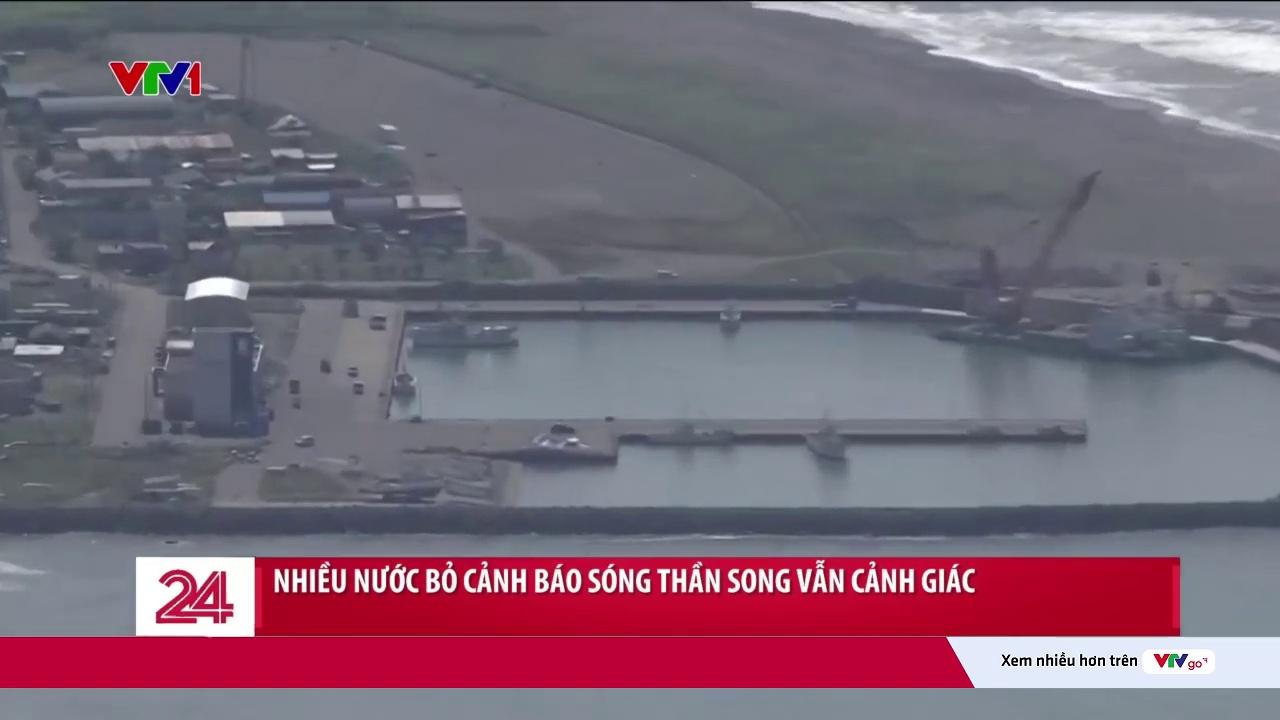 VTV1
24
NHIỀU NƯỚC BỎ CẢNH BÁO SÓNG THẦN SONG VẪN CẢNH GIÁC
Xem nhiều hơn trên VTVgo